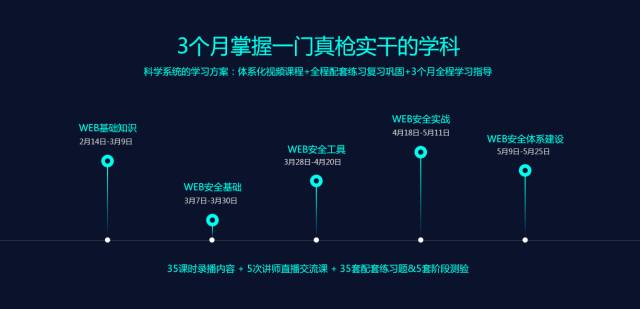 3个月掌握一门真枪实干的学科
科学系统的学习方案：体系化视频课程+全程配套练习复习巩固+3个月全程学习指导
WEB基础知识
2月14日-3月9日
WEB安全基础
3月7日-3月30日
WEB安全工具
3月28日-4月20日
WEB安全实战
4月18日-5月11日
WEB安全体系建设
5月9日-5月25日
35课时录播内容 + 5次讲师直播交流课 + 35套配套练习题&5套阶段测验